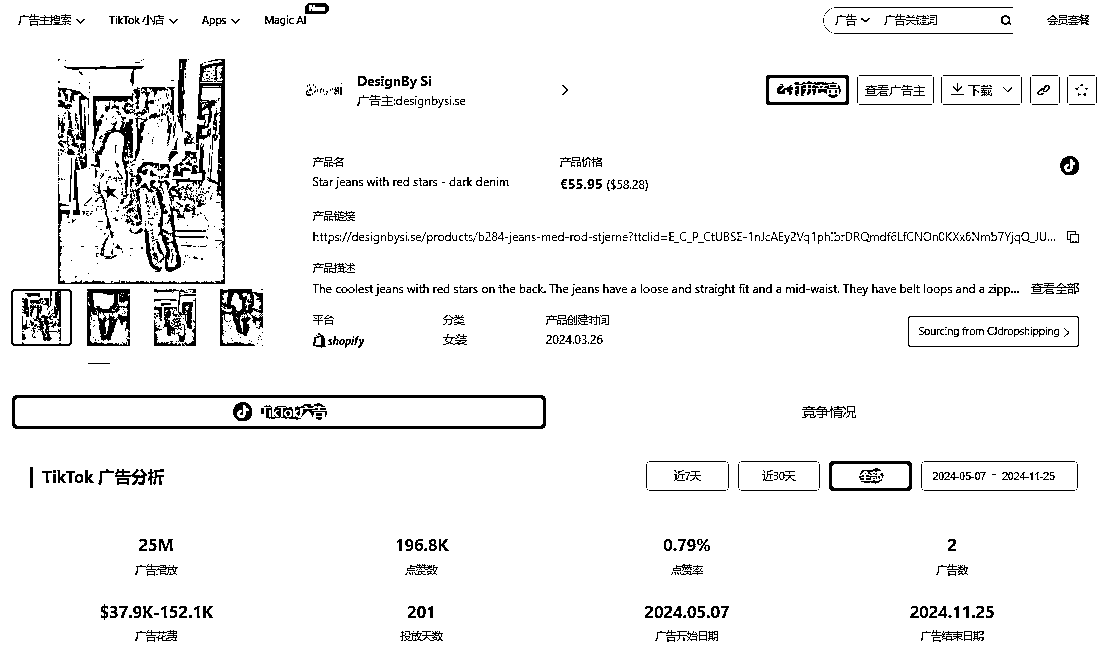 广告主搜索 TikTok 小店 Apps Magic AI New
广告 广告关键词 会员套餐
DesignBy Si
广告主:designbysi.se
查看广告主 下载
产品名 产品价格
Star jeans with red stars - dark denim €55.95 ($58.28)
产品链接
https://designbysi.se/products/b284-jeans-med-rod-stjerne?ttclid=
产品描述
The coolest jeans with red stars on the back. The jeans have a loose and straight fit and a mid-waist. They have belt loops and a zipp... 查看全部
平台 分类 产品创建时间
shopify 女装 2024.03.26
Sourcing from CJdropshipping
TikTok广告 竞争情况
TikTok 广告分析 近7天 近30天 全部 2024-05-07 - 2024-11-25
25M 196.8K 0.79% 2
广告播放 点赞数 点赞率 广告数
$37.9K-152.1K 201 2024.05.07 2024.11.25
广告花费 投放天数 广告开始日期 广告结束日期